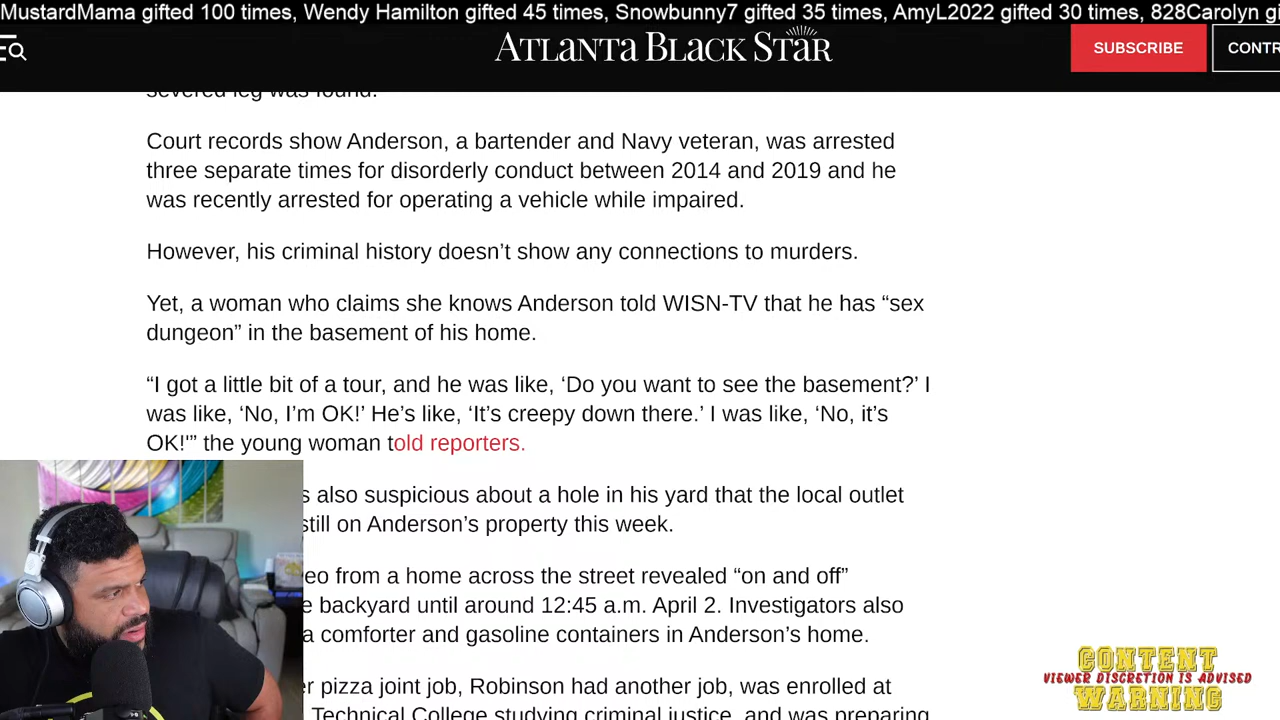 MustardMama gifted 100 times, Wendy Hamilton gifted 45 times, Snowbunny7 gifted 35 times, AmyL2022 gifted 30 times, 828Carolyn gi
ATLANTA BLACK STAR
SUBSCRIBE
CONTR
severed leg was found.
Court records show Anderson, a bartender and Navy veteran, was arrested
three separate times for disorderly conduct between 2014 and 2019 and he
was recently arrested for operating a vehicle while impaired.
However, his criminal history doesn’t show any connections to murders.
Yet, a woman who claims she knows Anderson told WISN-TV that he has “sex
dungeon” in the basement of his home.
“I got a little bit of a tour, and he was like, ‘Do you want to see the basement?’ I
was like, ‘No, I’m OK!’ He’s like, ‘It’s creepy down there.’ I was like, ‘No, it’s
OK!'” the young woman told reporters.
s also suspicious about a hole in his yard that the local outlet
still on Anderson’s property this week.
eo from a home across the street revealed “on and off”
e backyard until around 12:45 a.m. April 2. Investigators also
a comforter and gasoline containers in Anderson’s home.
er pizza joint job, Robinson had another job, was enrolled at
Technical College studying criminal justice, and was preparing
CONTENT
VIEWER DISCRETION IS ADVISED
WARNING